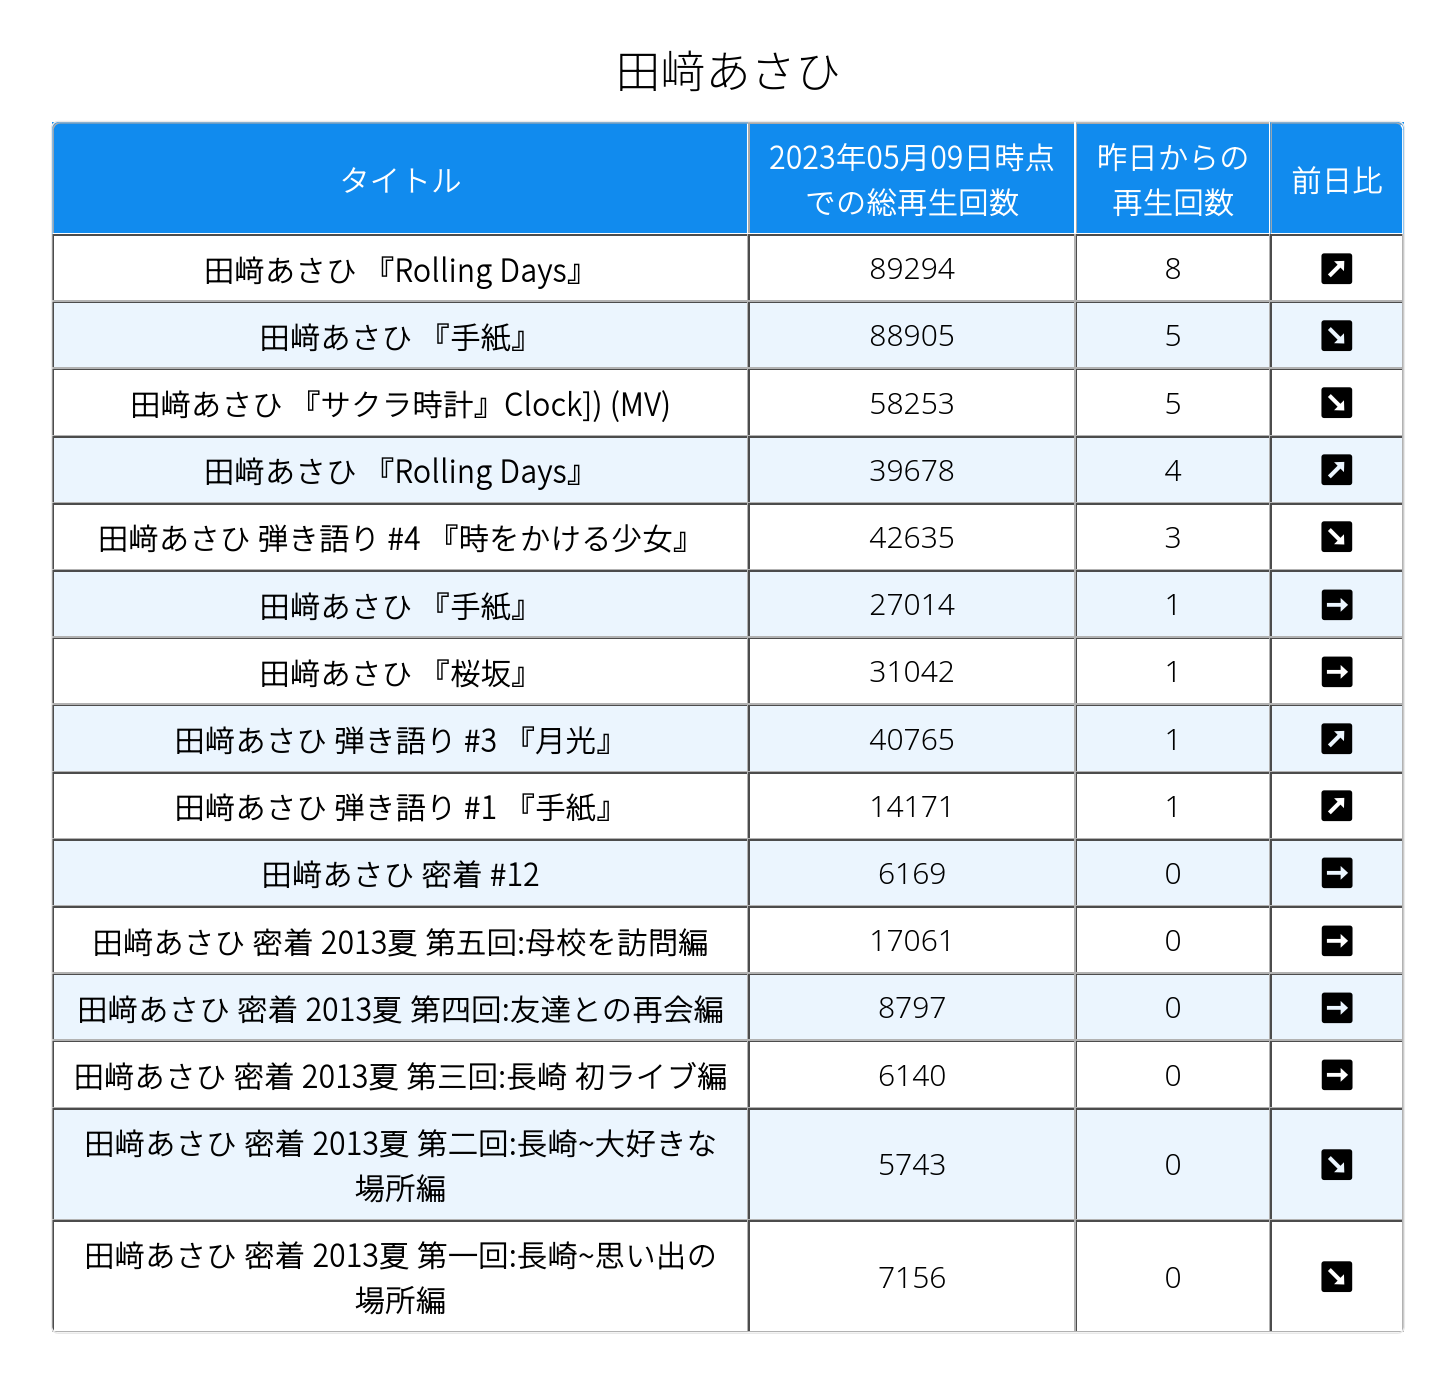 田﨑あさひ
タイトル
2023年05月09日時点
での総再生回数
昨日からの
再生回数
前日比
田﨑あさひ 『Rolling Days』 89294 8
田﨑あさひ 『手紙』 88905 5
田﨑あさひ 『サクラ時計』Clock]) (MV) 58253 5
田﨑あさひ 『Rolling Days』 39678 4
田﨑あさひ 弾き語り #4 『時をかける少女』 42635 3
田﨑あさひ 『手紙』 27014 1
田﨑あさひ 『桜坂』 31042 1
田﨑あさひ 弾き語り #3 『月光』 40765 1
田﨑あさひ 弾き語り #1 『手紙』 14171 1
田﨑あさひ 密着 #12 6169 0
田﨑あさひ 密着 2013夏 第五回:母校を訪問編 17061 0
田﨑あさひ 密着 2013夏 第四回:友達との再会編 8797 0
田﨑あさひ 密着 2013夏 第三回:長崎 初ライブ編 6140 0
田﨑あさひ 密着 2013夏 第二回:長崎~大好きな
場所編 5743 0
田﨑あさひ 密着 2013夏 第一回:長崎~思い出の
場所編 7156 0